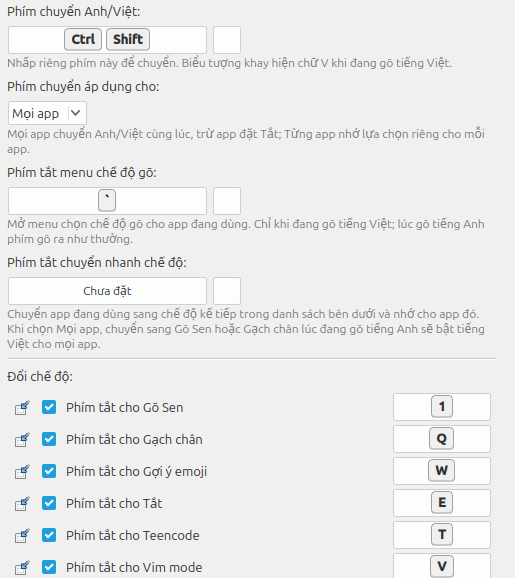 Phím chuyển Anh/Việt:
Ctrl Shift
Nhấp riêng phím này để chuyển. Biểu tượng khay hiện chữ V khi đang gõ tiếng Việt.
Phím chuyển áp dụng cho:
Mọi app
Mọi app chuyển Anh/Việt cùng lúc, trừ app đặt Tắt; Từng app nhớ lựa chọn riêng cho mỗi
app.
Phím tắt menu chế độ gõ:
`
Mở menu chọn chế độ gõ cho app đang dùng. Chỉ khi đang gõ tiếng Việt; lúc gõ tiếng Anh
phím gõ ra như thường.
Phím tắt chuyển nhanh chế độ:
Chưa đặt
Chuyển app đang dùng sang chế độ kế tiếp trong danh sách bên dưới và nhớ cho app đó.
Khi chọn Mọi app, chuyển sang Gõ Sen hoặc Gạch chân lúc đang gõ tiếng Anh sẽ bật tiếng
Việt cho mọi app.
Đổi chế độ:
Phím tắt cho Gõ Sen 1
Phím tắt cho Gạch chân Q
Phím tắt cho Gợi ý emoji W
Phím tắt cho Tắt E
Phím tắt cho Teencode T
Phím tắt cho Vim mode V